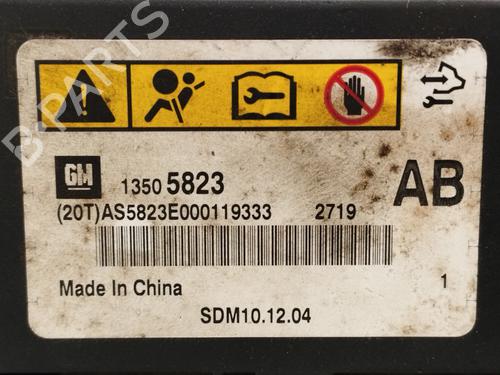 B-PARTS
GM
1350 5823
AB
(20T)AS5823E000119333 2719
Made In China
1
SDM10.12.04